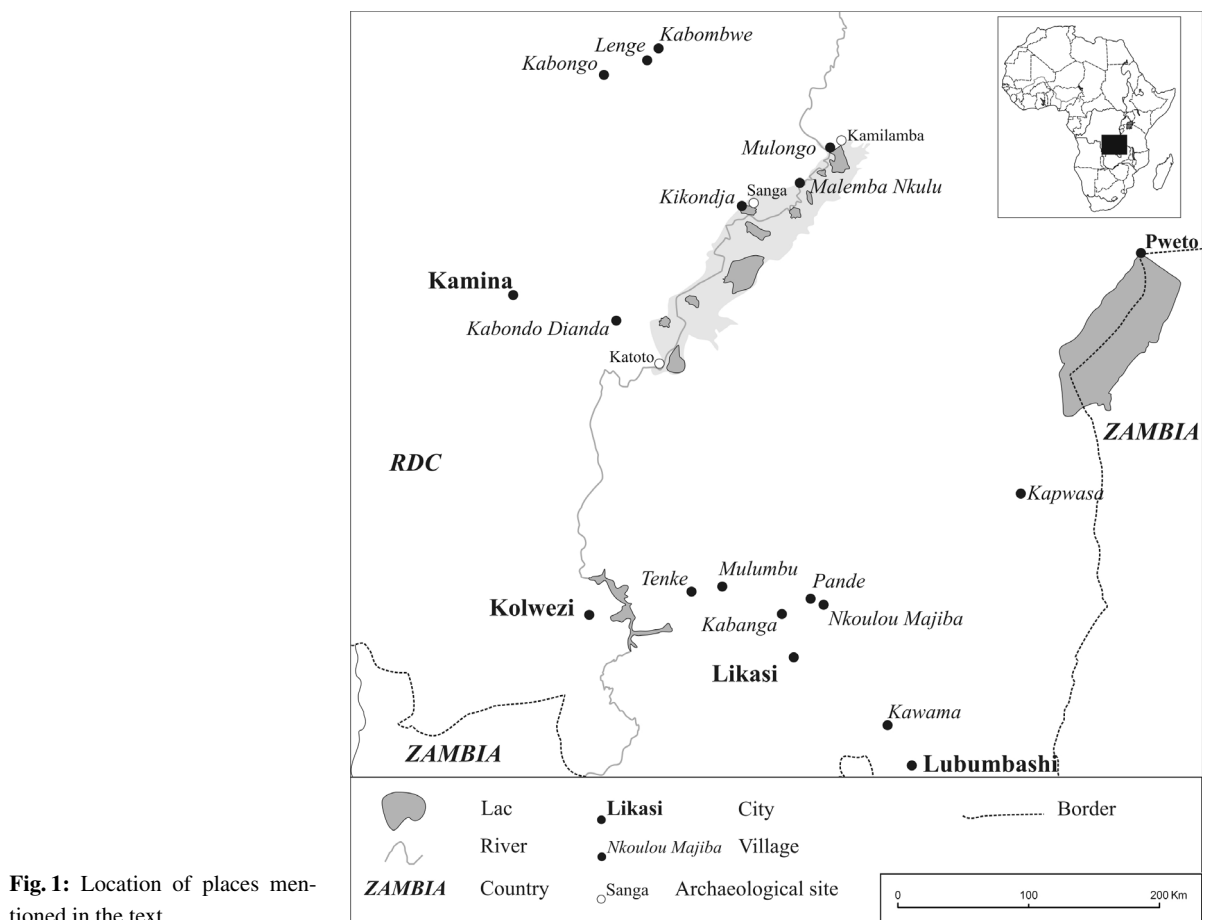 Kabombwe
Lenge
Kabongo
Kamilamba
Mulongo
Malemba Nkulu
Sanga
Kikondja
Pweto
Kamina
Kabondo Dianda
Katoto
ZAMBIA
RDC
Kapwasa
Tenke
Mulumbu
Pande
Kolwezi
Kabanga
Nkoulou Majiba
Likasi
Kawama
ZAMBIA
Lubumbashi
Lac
Likasi
City
Border
River
Nkoulou Majiba
Village
ZAMBIA
Country
Sanga
Archaeological site
0
100
200 Km
Fig. 1: Location of places men-
tioned in the text